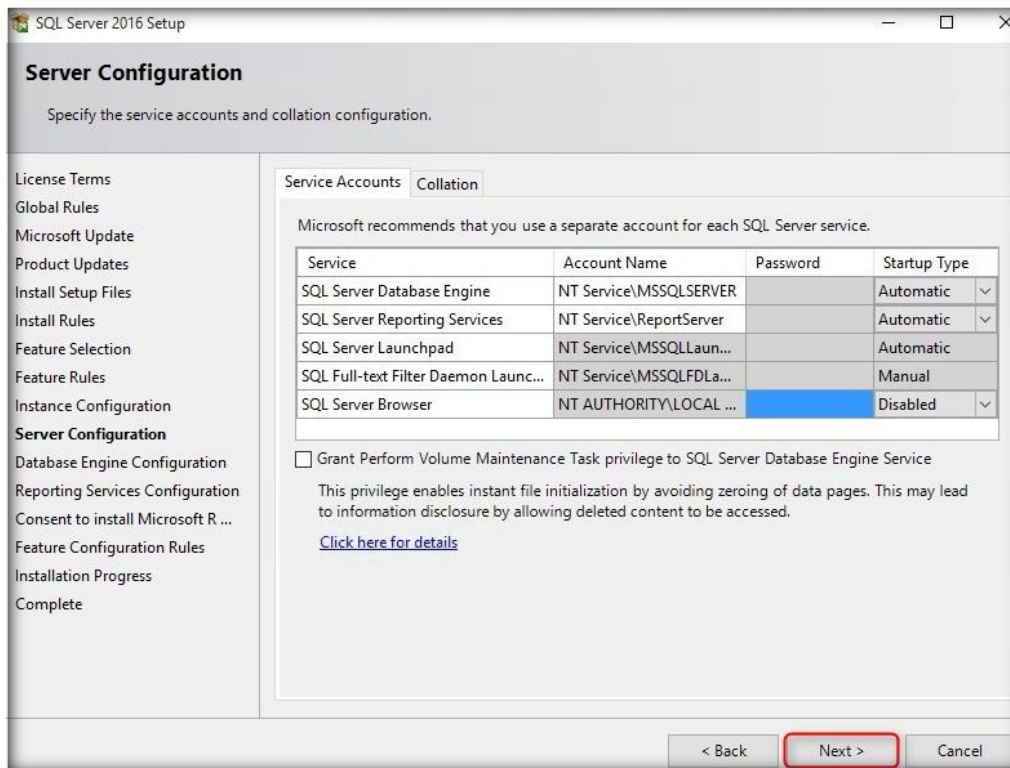 SQL Server 2016 Setup
Server Configuration
Specify the service accounts and collation configuration.
License Terms
Global Rules
Microsoft Update
Product Updates
Install Setup Files
Install Rules
Feature Selection
Feature Rules
Instance Configuration
Server Configuration
Database Engine Configuration
Reporting Services Configuration
Consent to install Microsoft R ...
Feature Configuration Rules
Installation Progress
Complete
Service Accounts Collation
Microsoft recommends that you use a separate account for each SQL Server service.
Service Account Name Password Startup Type
SQL Server Database Engine NT Service\MSSQLSERVER Automatic
SQL Server Reporting Services NT Service\ReportServer Automatic
SQL Server Launchpad NT Service\MSSQLLaun... Automatic
SQL Full-text Filter Daemon Launc... NT Service\MSSQLFDLa... Manual
SQL Server Browser NT AUTHORITY\LOCAL ... Disabled
Grant Perform Volume Maintenance Task privilege to SQL Server Database Engine Service
This privilege enables instant file initialization by avoiding zeroing of data pages. This may lead
to information disclosure by allowing deleted content to be accessed.
Click here for details
< Back Next > Cancel